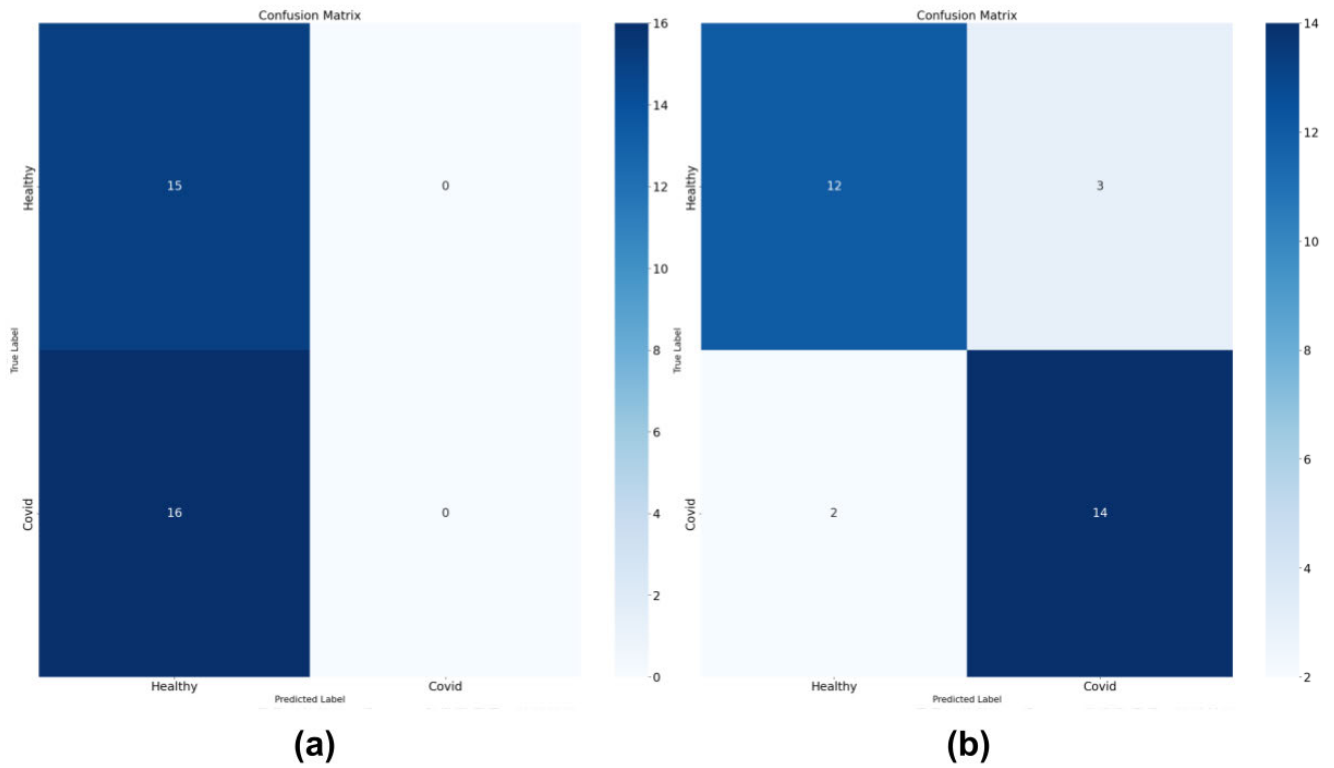 Confusion Matrix
16
14
12
10
8
6
4
2
0
Healthy
Covid
True Label
15
0
16
0
Healthy
Covid
Predicted Label
(a)
Confusion Matrix
14
12
10
8
6
4
2
Healthy
Covid
True Label
12
3
2
14
Healthy
Covid
Predicted Label
(b)